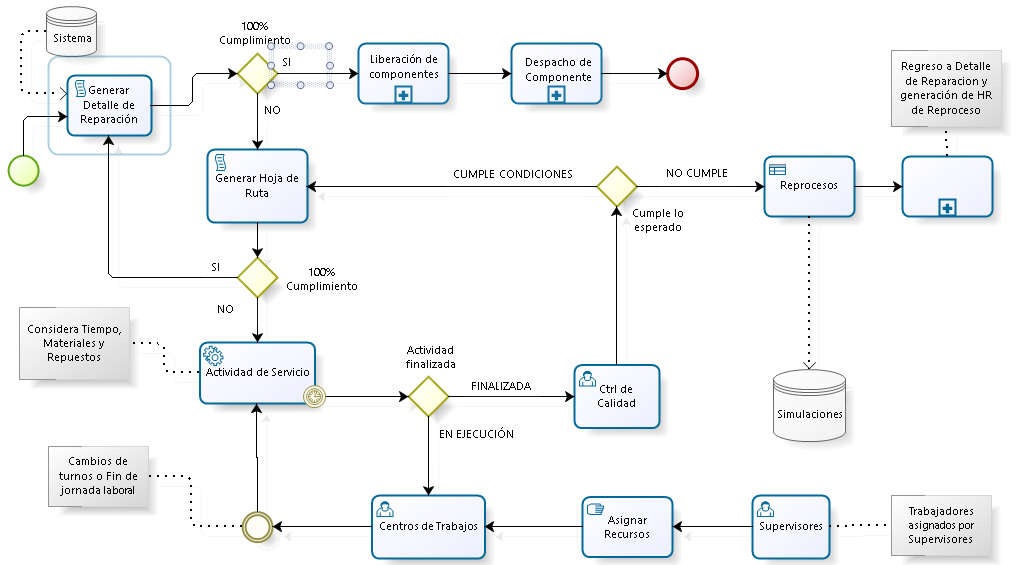 Sistema
Generar
Detalle de
Reparación
100%
Cumplimiento
SI
NO
Liberación de
componentes
Despacho de
Componente
Regreso a Detalle
de Reparacion y
generación de HR
de Reproceso
Generar Hoja de
Ruta
CUMPLE CONDICIONES
NO CUMPLE
Cumple lo
esperado
Reprocesos
SI
100%
Cumplimiento
NO
Considera Tiempo,
Materiales y
Repuestos
Actividad de Servicio
Actividad
finalizada
FINALIZADA
EN EJECUCIÓN
Ctrl de
Calidad
Simulaciones
Cambios de
turnos o Fin de
jornada laboral
Centros de Trabajos
Asignar
Recursos
Supervisores
Trabajadores
asignados por
Supervisores